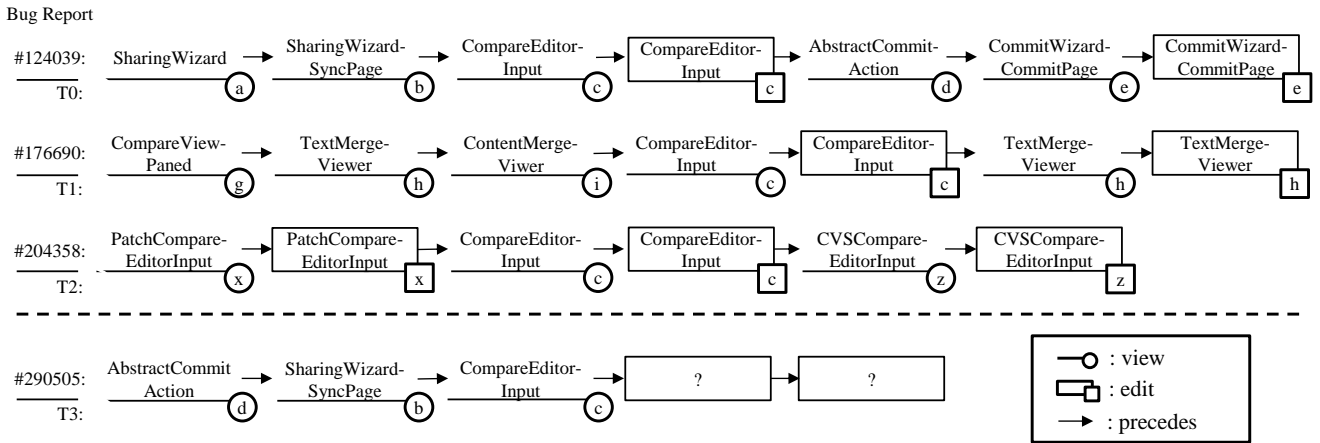 Bug Report
#124039:
T0:
SharingWizard
a
SharingWizard-
SyncPage
b
CompareEditor-
Input
c
CompareEditor-
Input
c
AbstractCommit-
Action
d
CommitWizard-
CommitPage
e
CommitWizard-
CommitPage
e
#176690:
T1:
CompareView-
Paned
g
TextMerge-
Viewer
h
ContentMerge-
Viwer
i
CompareEditor-
Input
c
CompareEditor-
Input
c
TextMerge-
Viewer
h
TextMerge-
Viewer
h
#204358:
T2:
PatchCompare-
EditorInput
x
PatchCompare-
EditorInput
x
CompareEditor-
Input
c
CompareEditor-
Input
c
CVSCompare-
EditorInput
z
CVSCompare-
EditorInput
z
#290505:
T3:
AbstractCommit
Action
d
SharingWizard-
SyncPage
b
CompareEditor-
Input
c
?
?
: view
: edit
: precedes